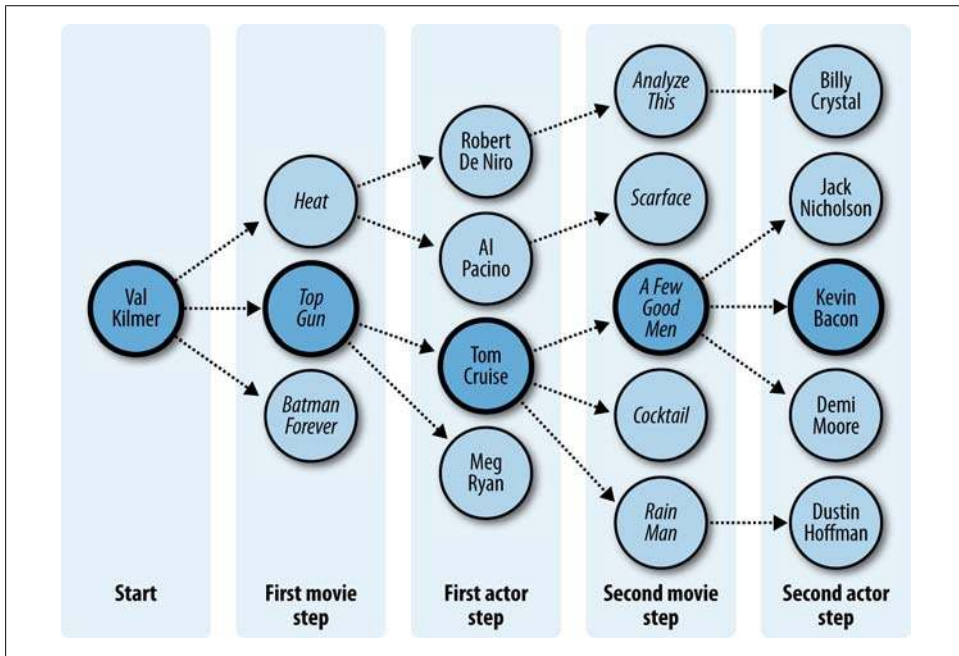 Val
Kilmer
Start
Heat
Top
Gun
Batman
Forever
First movie
step
Robert
De Niro
Al
Pacino
Tom
Cruise
Meg
Ryan
First actor
step
Analyze
This
Scarface
A Few
Good
Men
Cocktail
Rain
Man
Second movie
step
Billy
Crystal
Jack
Nicholson
Kevin
Bacon
Demi
Moore
Dustin
Hoffman
Second actor
step